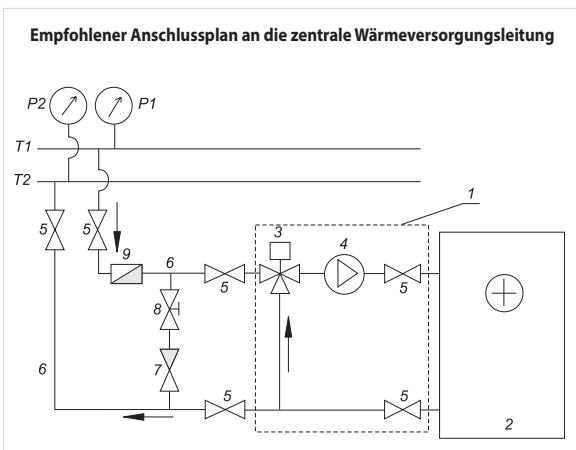 Empfohlener Anschlussplan an die zentrale Wärmeversorgungsleitung
P2 P1
T1
T2
1
5 5 3 4
9 6
5 5
8
6 7
5 5
2